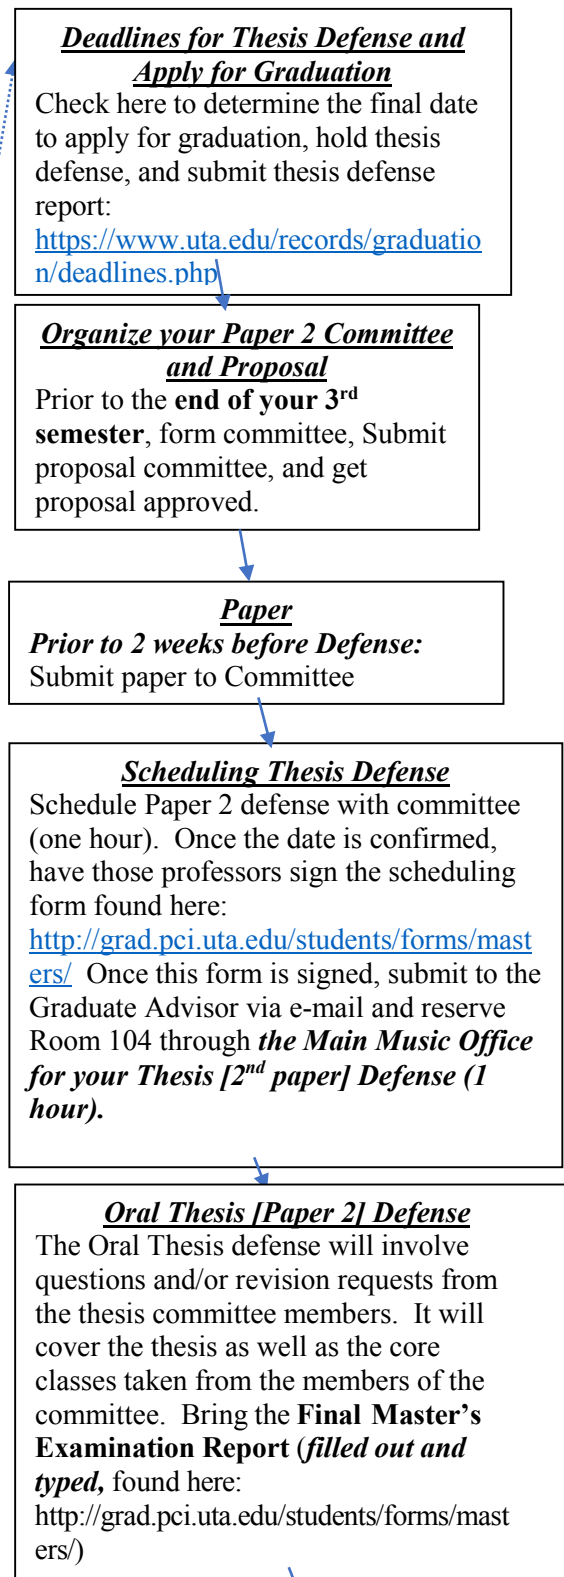 Deadlines for Thesis Defense and
Apply for Graduation
Check here to determine the final date
to apply for graduation, hold thesis
defense, and submit thesis defense
report:
https://www.uta.edu/records/graduatio
n/deadlines.php
Organize your Paper 2 Committee
and Proposal
Prior to the end of your 3rd
semester, form committee, Submit
proposal committee, and get
proposal approved.
Paper
Prior to 2 weeks before Defense:
Submit paper to Committee
Scheduling Thesis Defense
Schedule Paper 2 defense with committee
(one hour).  Once the date is confirmed,
have those professors sign the scheduling
form found here:
http://grad.pci.uta.edu/students/forms/mast
ers/  Once this form is signed, submit to the
Graduate Advisor via e-mail and reserve
Room 104 through the Main Music Office
for your Thesis [2nd paper] Defense (1
hour).
Oral Thesis [Paper 2] Defense
The Oral Thesis defense will involve
questions and/or revision requests from
the thesis committee members.  It will
cover the thesis as well as the core
classes taken from the members of the
committee.  Bring the Final Master’s
Examination Report (filled out and
typed, found here:
http://grad.pci.uta.edu/students/forms/mast
ers/)